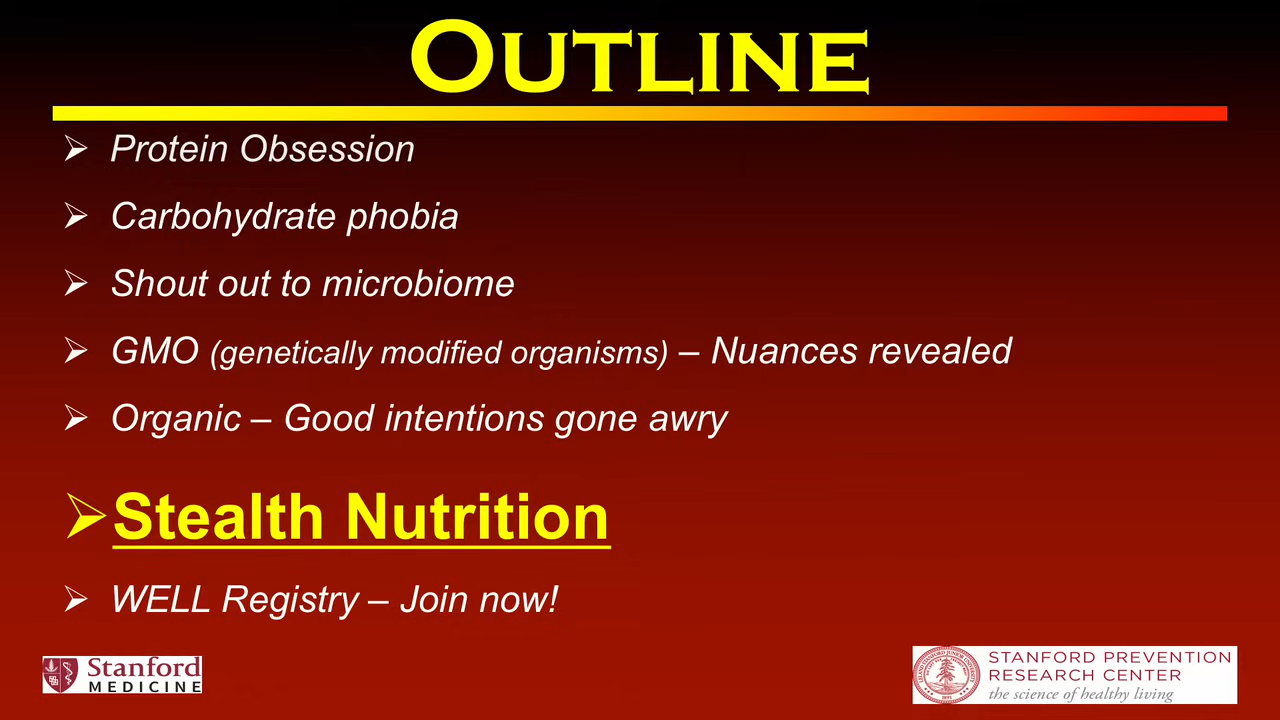 OUTLINE
➢ Protein Obsession
➢ Carbohydrate phobia
➢ Shout out to microbiome
➢ GMO (genetically modified organisms) – Nuances revealed
➢ Organic – Good intentions gone awry
➢ Stealth Nutrition
➢ WELL Registry – Join now!
Stanford
MEDICINE
STANFORD PREVENTION
RESEARCH CENTER
the science of healthy living